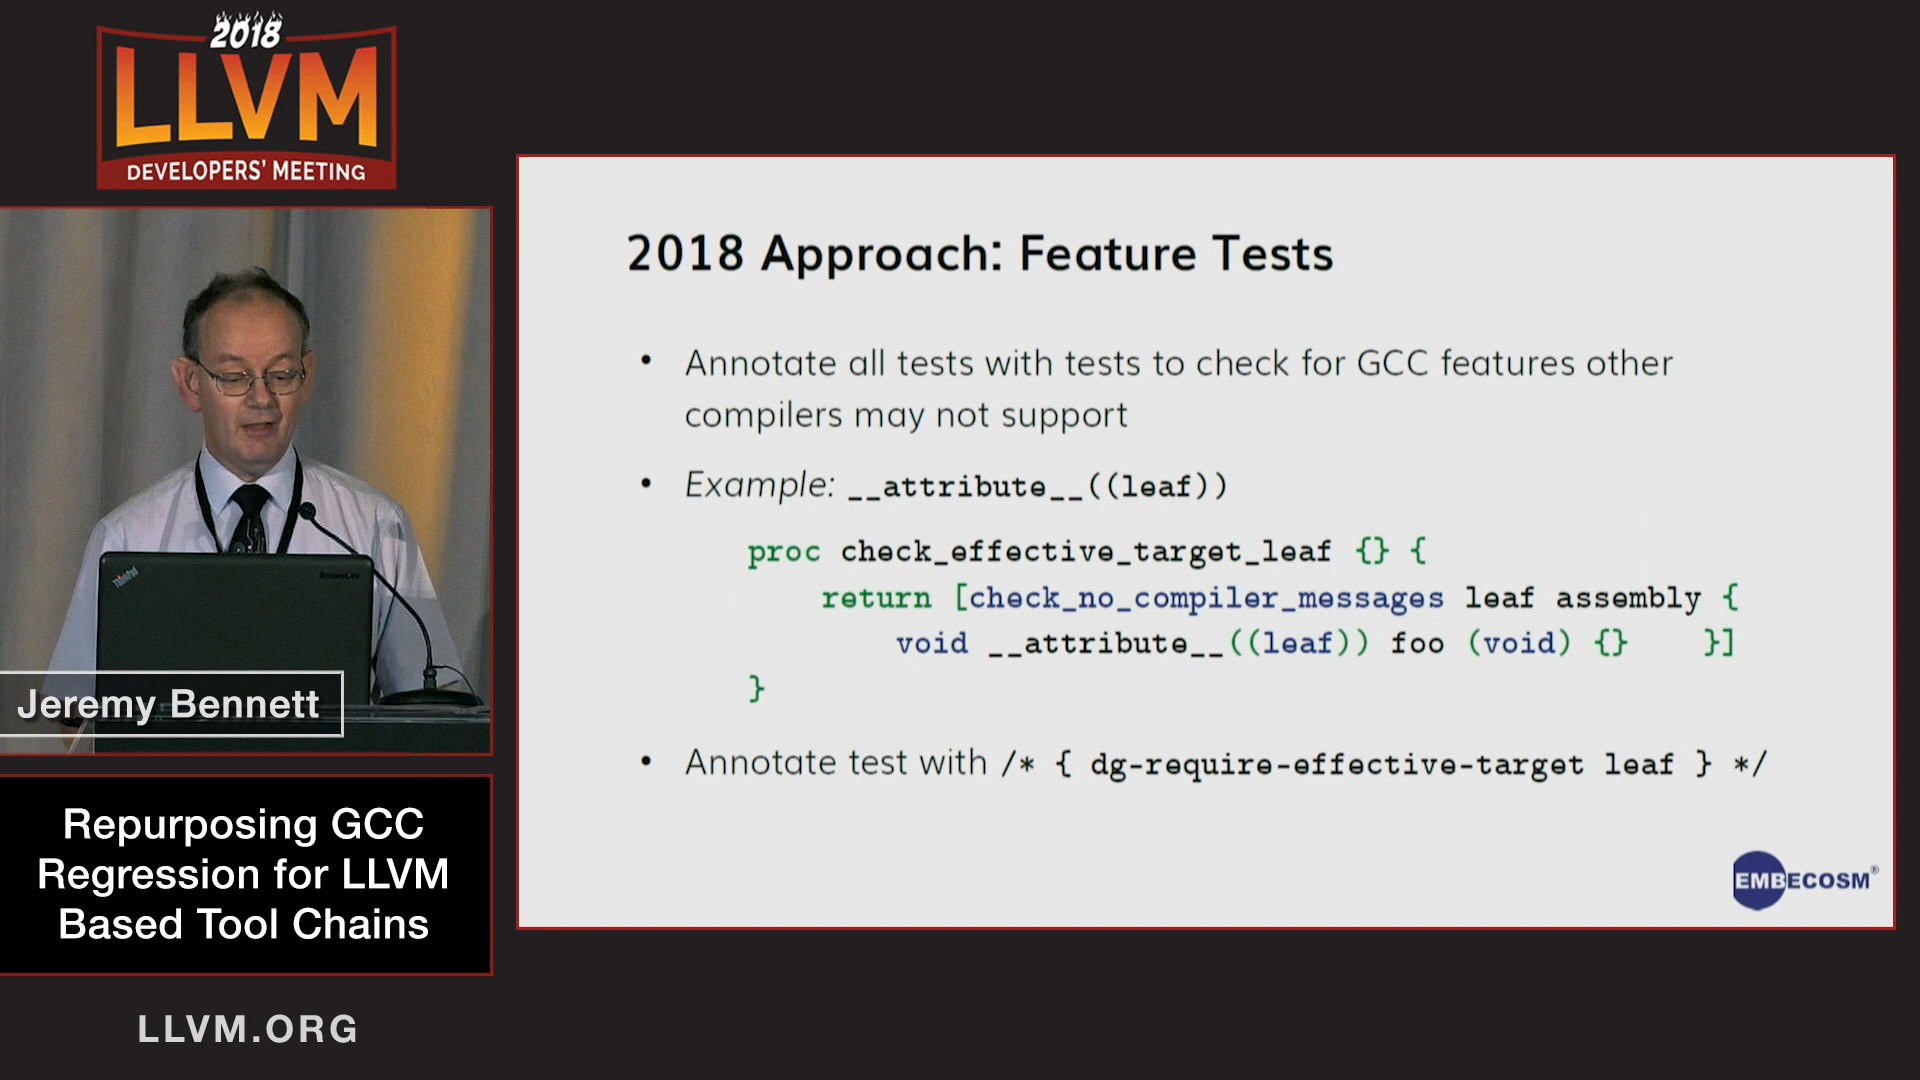 2018
LLVM
DEVELOPERS' MEETING
ThinkPad
lenovo
Jeremy Bennett
Repurposing GCC
Regression for LLVM
Based Tool Chains
LLVM.ORG
2018 Approach: Feature Tests
• Annotate all tests with tests to check for GCC features other
compilers may not support
• Example: __attribute__((leaf))
proc check_effective_target_leaf {} {
return [check_no_compiler_messages leaf assembly {
void __attribute__((leaf)) foo (void) {} }]
}
• Annotate test with /* { dg-require-effective-target leaf } */
EMBECOSM®